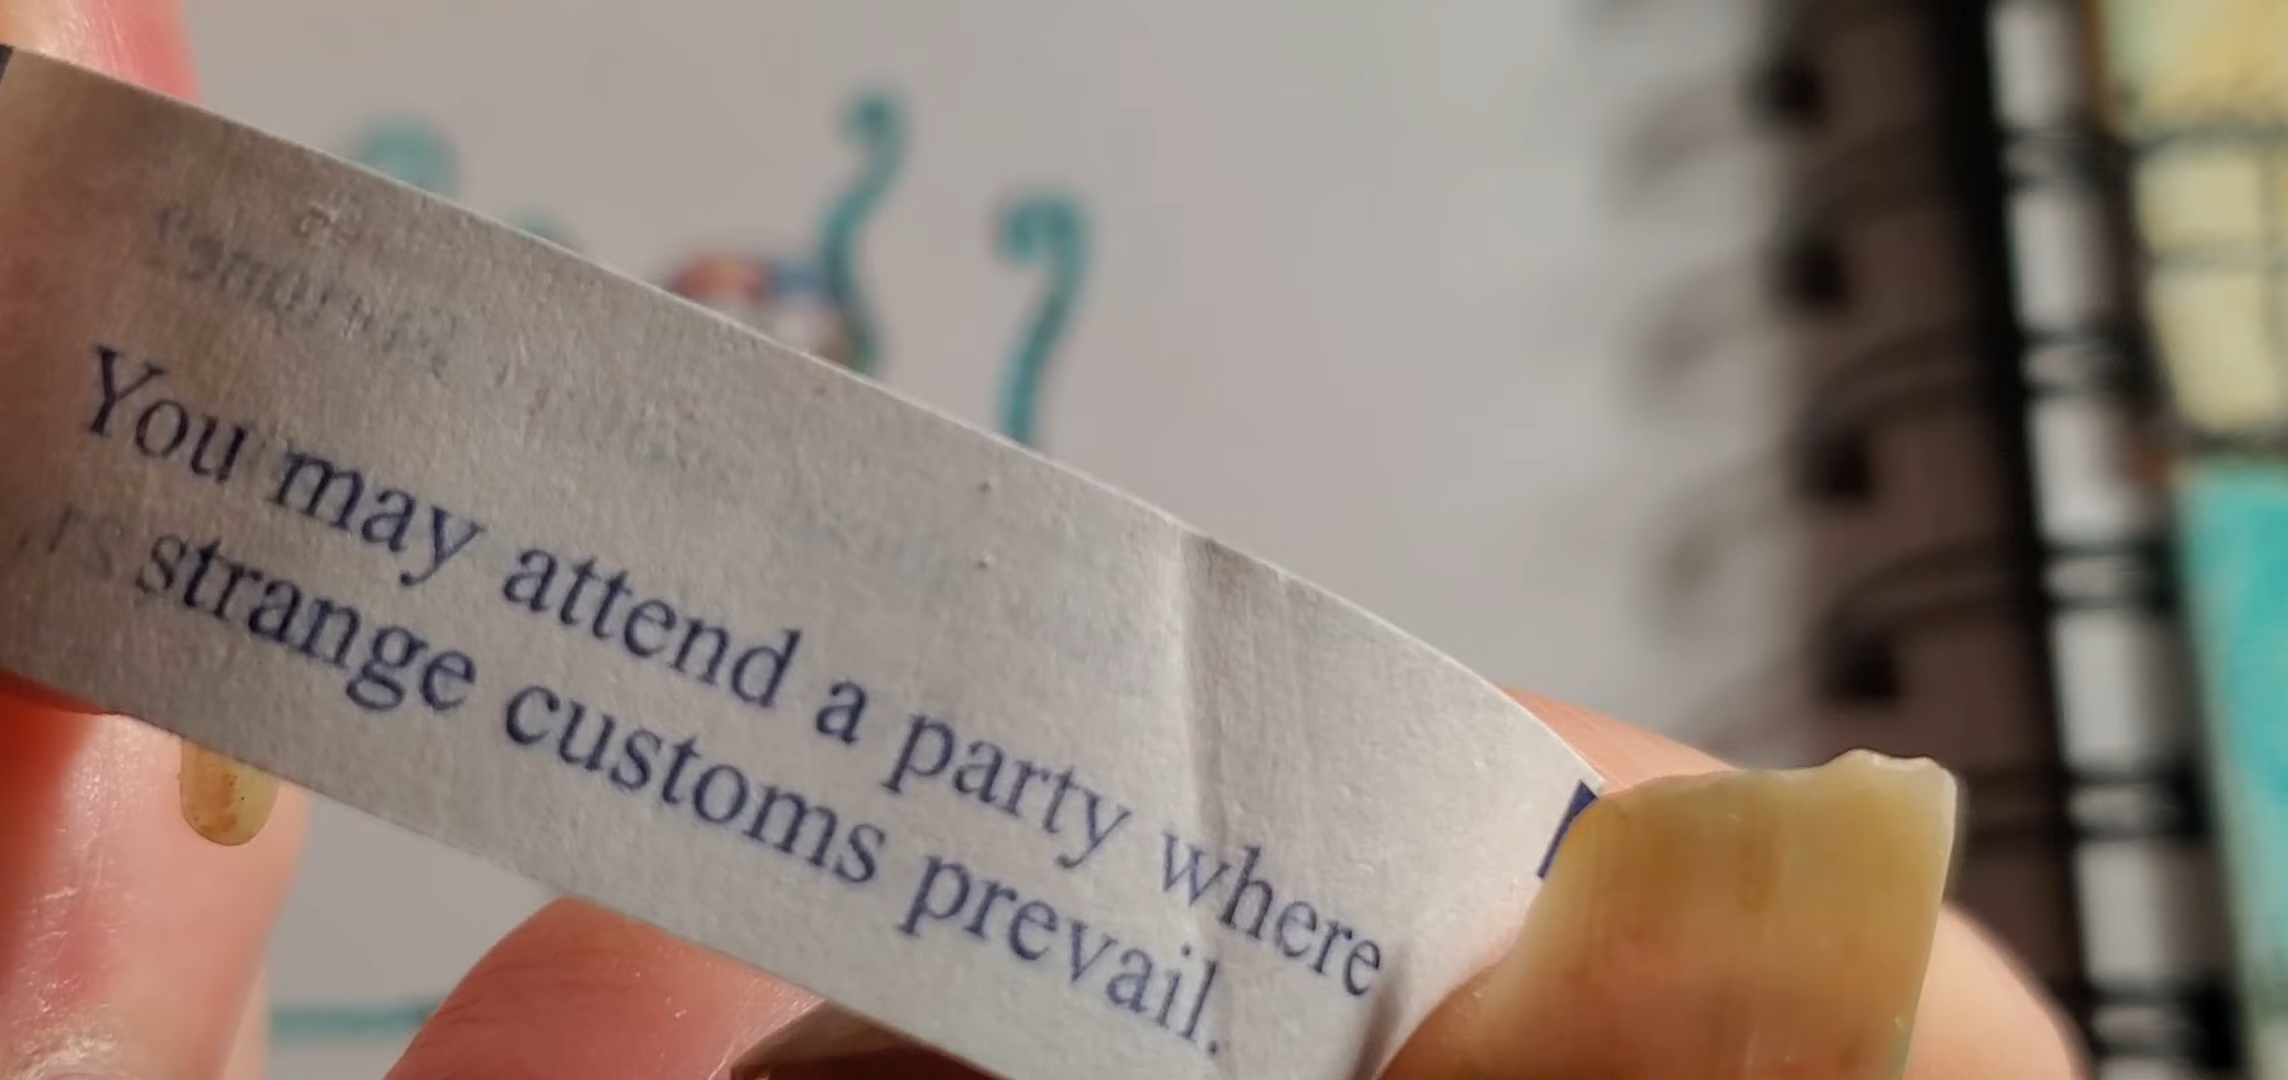 You may attend a party where
strange customs prevail.